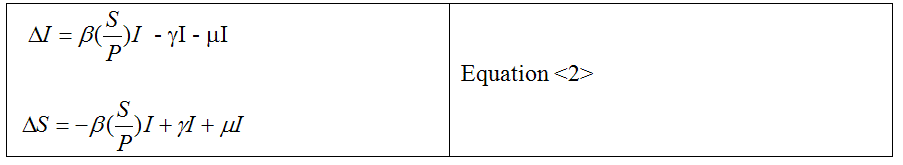 ΔI = β(S/P)I - γI - μI
Equation <2>
ΔS = −β(S/P)I + γI + μI